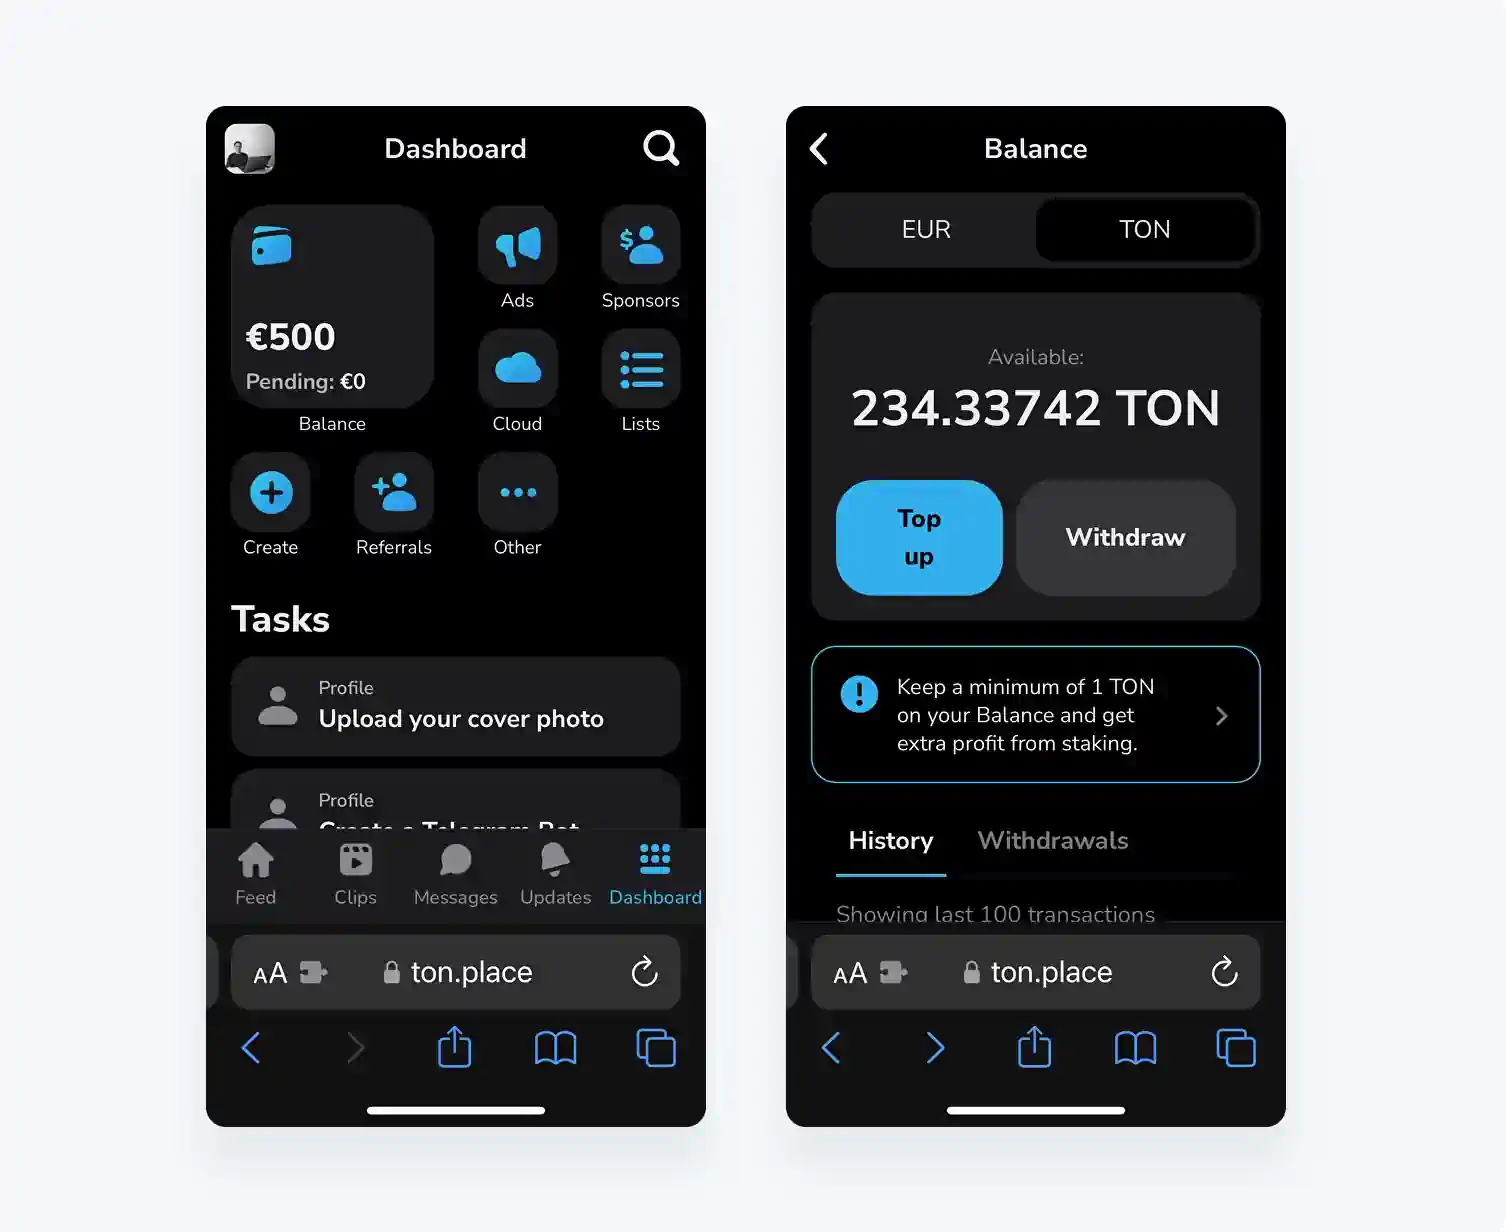 Dashboard
€500
Pending: €0
Balance
Ads
Sponsors
Cloud
Lists
Create
Referrals
Other
Tasks
Profile
Upload your cover photo
Profile
Create a Telegram Bot
Feed
Clips
Messages
Updates
Dashboard
AA
ton.place
Balance
EUR
TON
Available:
234.33742 TON
Top
up
Withdraw
Keep a minimum of 1 TON
on your Balance and get
extra profit from staking.
History
Withdrawals
Showing last 100 transactions
AA
ton.place